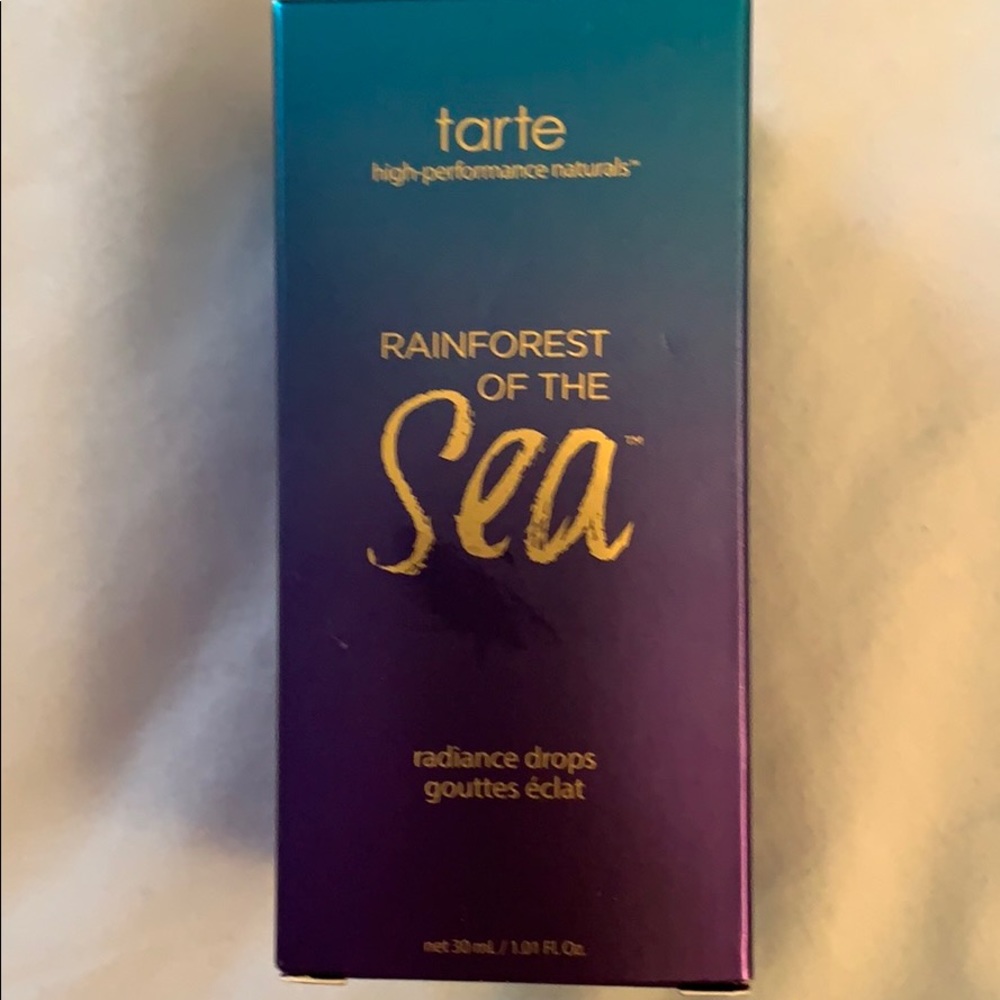 tarte
high-performance naturals™
RAINFOREST
OF THE
Sea™
radiance drops
gouttes éclat
net 30 mL / 1.01 Fl. Oz.